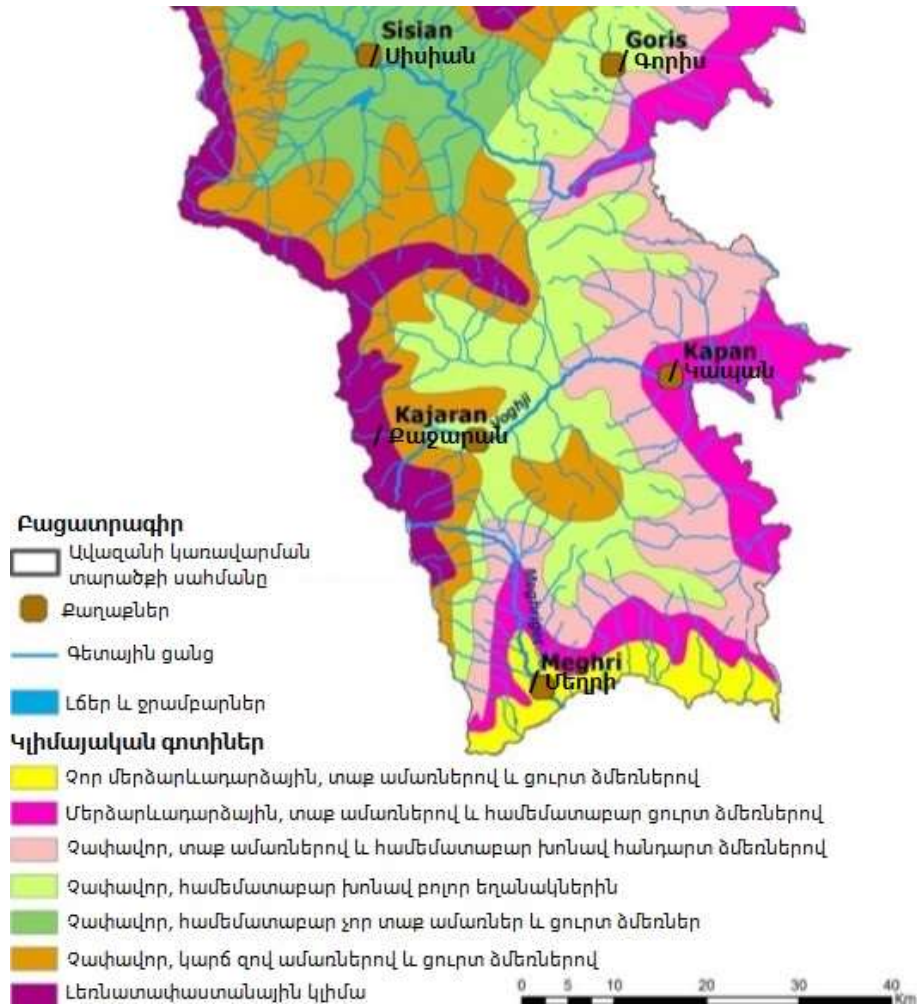 Sisian
/ Սիսիան
Goris
/ Գորիս
Kapan
/ Կապան
Kajaran
/ Քաջարան
Voghji
Meghriget
Meghri
/ Մեղրի
Բացատրագիր
Ավազանի կառավարման
տարածքի սահմանը
Քաղաքներ
Գետային ցանց
Լճեր և ջրամբարներ
Կլիմայական գոտիներ
Չոր մերձարևադարձային, տաք ամառներով և ցուրտ ձմեռներով
Մերձարևադարձային, տաք ամառներով և համեմատաբար ցուրտ ձմեռներով
Չափավոր, տաք ամառներով և համեմատաբար խոնավ հանդարտ ձմեռներով
Չափավոր, համեմատաբար խոնավ բոլոր եղանակներին
Չափավոր, համեմատաբար չոր տաք ամառներ և ցուրտ ձմեռներ
Չափավոր, կարճ զով ամառներով և ցուրտ ձմեռներով
Լեռնատափաստանային կլիմա
0 5 10 20 30 40
Km